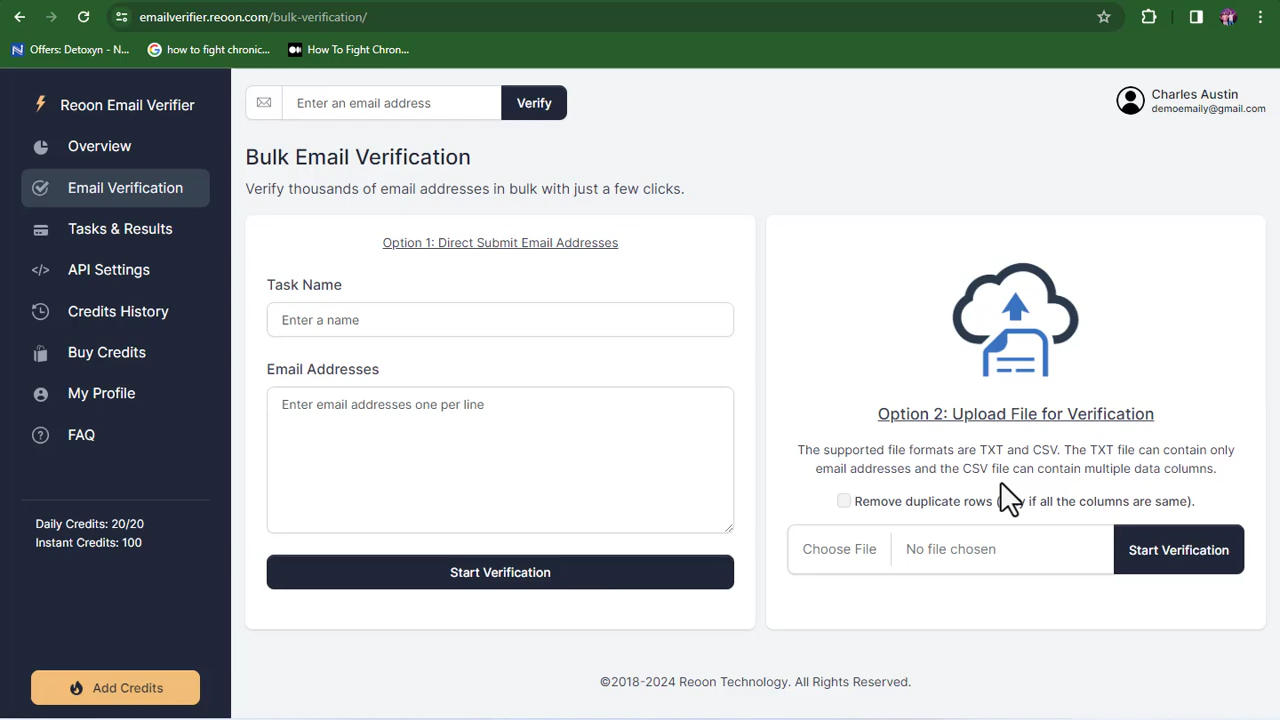 emailverifier.reoon.com/bulk-verification/
Offers: Detoxyn - N...
how to fight chronic...
How To Fight Chron...
Reoon Email Verifier
Overview
Email Verification
Tasks & Results
API Settings
Credits History
Buy Credits
My Profile
FAQ
Daily Credits: 20/20
Instant Credits: 100
Add Credits
Enter an email address
Verify
Charles Austin
demoemaily@gmail.com
Bulk Email Verification
Verify thousands of email addresses in bulk with just a few clicks.
Option 1: Direct Submit Email Addresses
Task Name
Enter a name
Email Addresses
Enter email addresses one per line
Start Verification
Option 2: Upload File for Verification
The supported file formats are TXT and CSV. The TXT file can contain only
email addresses and the CSV file can contain multiple data columns.
Remove duplicate rows ( if all the columns are same).
Choose File
No file chosen
Start Verification
©2018-2024 Reoon Technology. All Rights Reserved.